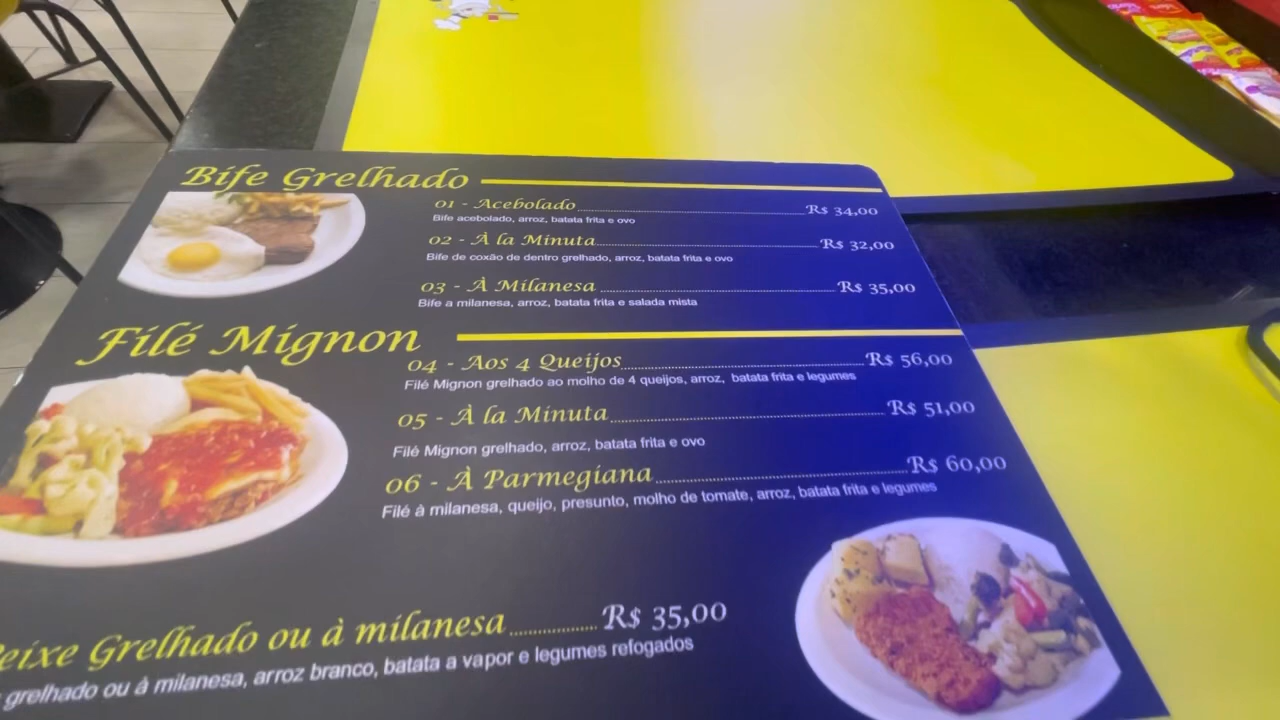 Bife Grelhado
01 - Acebolado R$ 34,00
Bife acebolado, arroz, batata frita e ovo
02 - À la Minuta R$ 32,00
Bife de coxão de dentro grelhado, arroz, batata frita e ovo
03 - À Milanesa R$ 35,00
Bife a milanesa, arroz, batata frita e salada mista
Filé Mignon
04 - Aos 4 Queijos R$ 56,00
Filé Mignon grelhado ao molho de 4 queijos, arroz, batata frita e legumes
05 - À la Minuta R$ 51,00
Filé Mignon grelhado, arroz, batata frita e ovo
06 - À Parmegiana R$ 60,00
Filé à milanesa, queijo, presunto, molho de tomate, arroz, batata frita e legumes
Grelhado ou à milanesa R$ 35,00
grelhado ou à milanesa, arroz branco, batata a vapor e legumes refogados